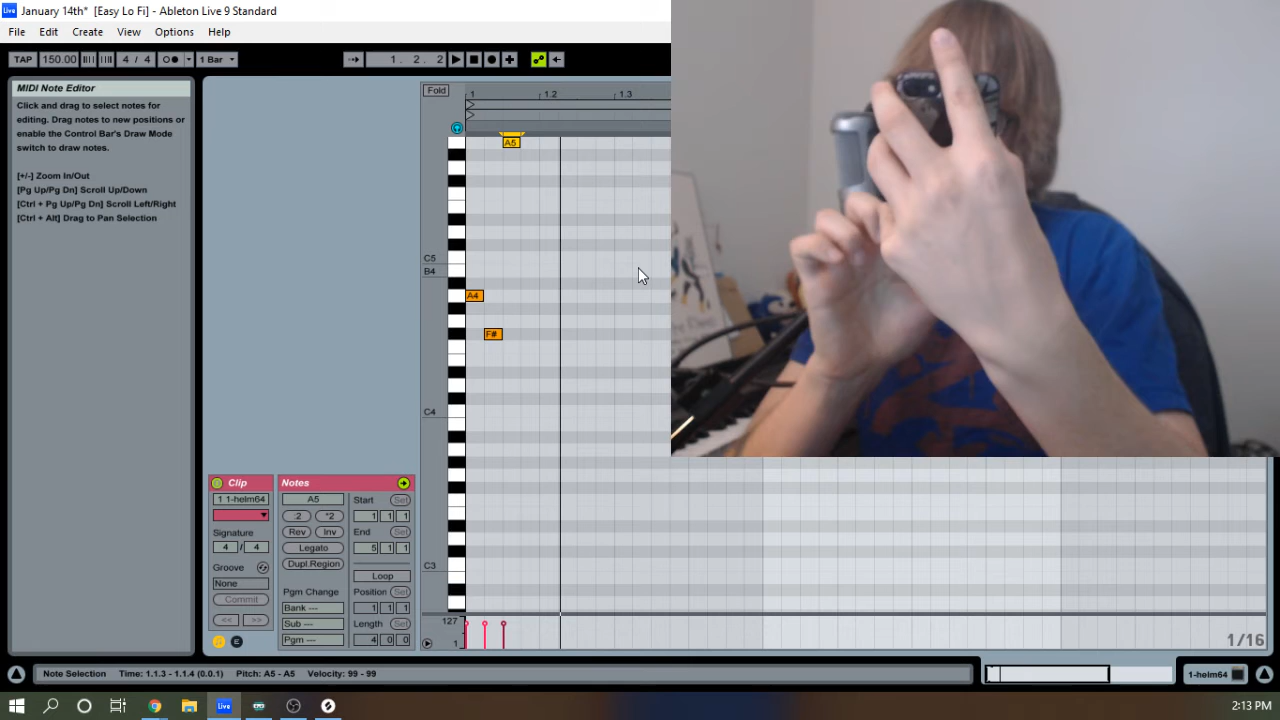 Live January 14th* [Easy Lo Fi] - Ableton Live 9 Standard
File Edit Create View Options Help
TAP 150.00 4 / 4 1 Bar 1. 2. 2
MIDI Note Editor
Click and drag to select notes for
editing. Drag notes to new positions or
enable the Control Bar's Draw Mode
switch to draw notes.
[+/-] Zoom In/Out
[Pg Up/Pg Dn] Scroll Up/Down
[Ctrl + Pg Up/Pg Dn] Scroll Left/Right
[Ctrl + Alt] Drag to Pan Selection
Fold 1 1.2 1.3
A5
C5
B4
A4
F#
C4
C3
127
1
1/16
Clip
1 1-helm64
Signature
4 / 4
Groove
None
Commit
<< >>
Notes
A5
:2 *2
Rev Inv
Legato
Dupl.Region
Pgm Change
Bank ---
Sub ---
Pgm ---
Start Set
1 1 1
End Set
5 1 1
Loop
Position Set
1 1 1
Length Set
4 0 0
Note Selection Time: 1.1.3 - 1.1.4 (0.0.1) Pitch: A5 - A5 Velocity: 99 - 99
1-helm64
Live
2:13 PM